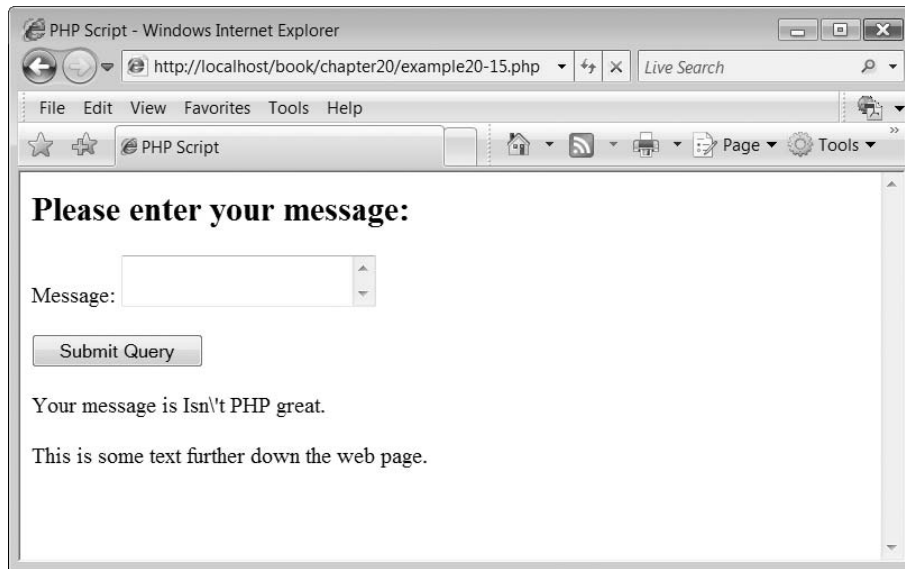 PHP Script - Windows Internet Explorer
http://localhost/book/chapter20/example20-15.php
Live Search
File Edit View Favorites Tools Help
PHP Script
Page Tools
Please enter your message:
Message:
Submit Query
Your message is Isn\'t PHP great.
This is some text further down the web page.